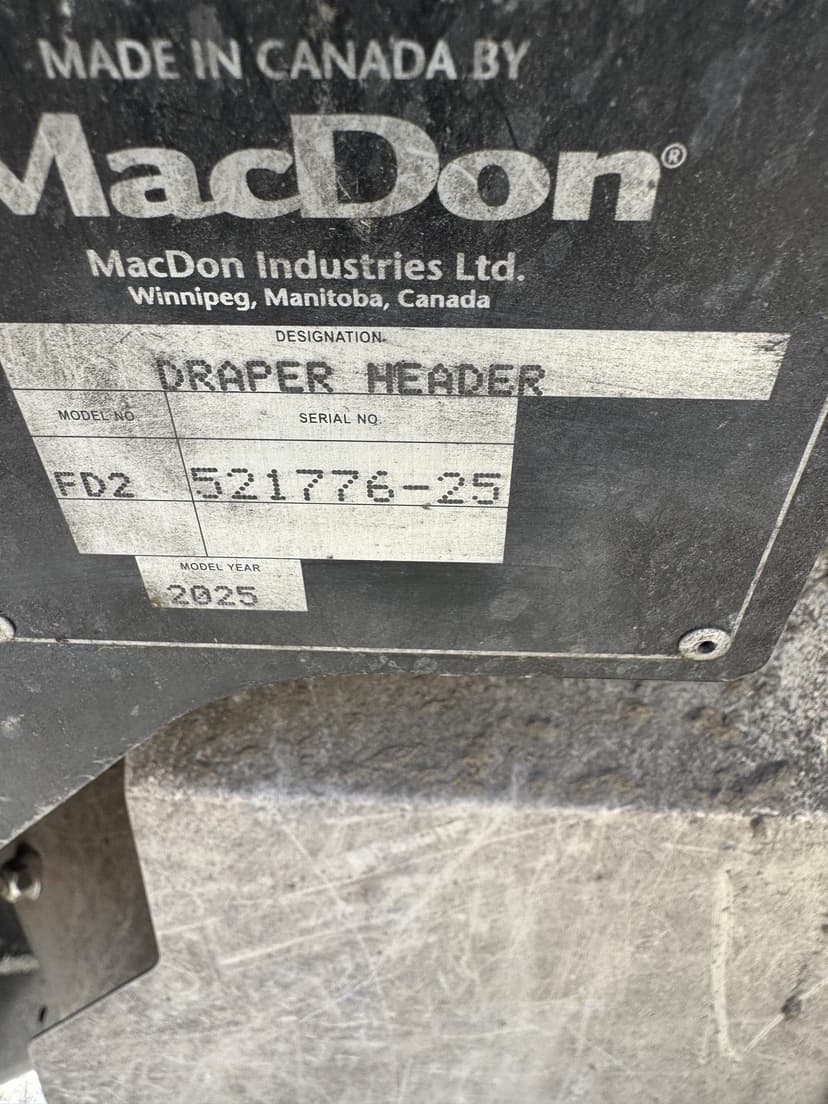 MADE IN CANADA BY
MacDon®
MacDon Industries Ltd.
Winnipeg, Manitoba, Canada
DESIGNATION
DRAPER HEADER
MODEL NO SERIAL NO.
FD2 521776-25
MODEL YEAR
2025